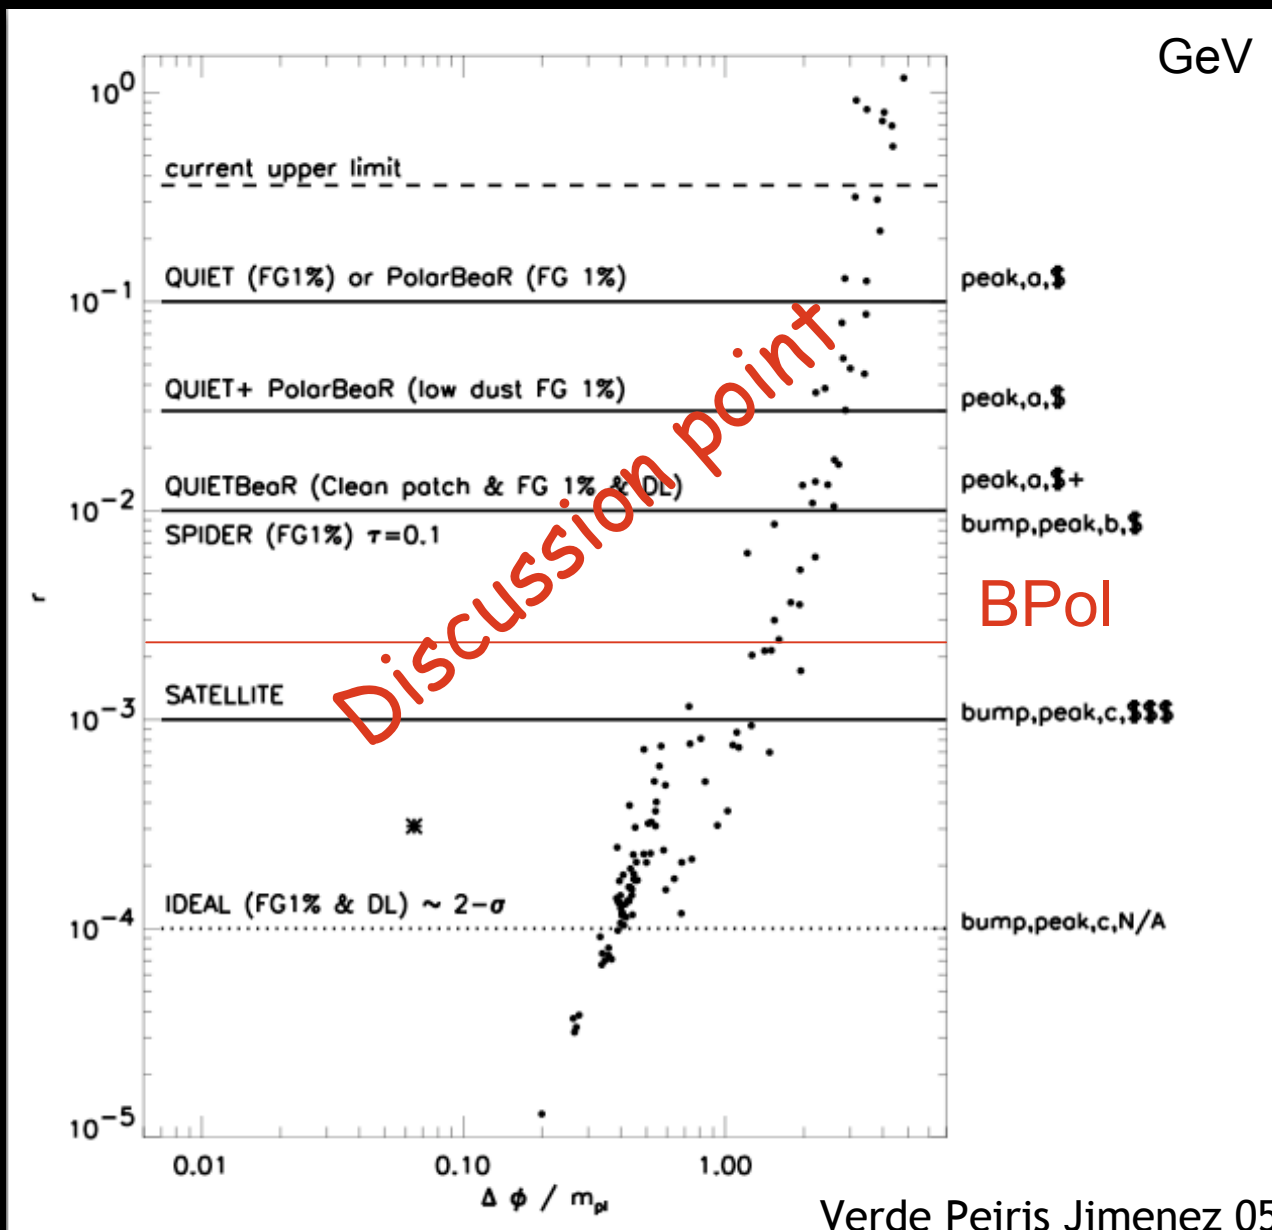 GeV
10^0
current upper limit
QUIET (FG1%) or PolarBeaR (FG 1%)
peak,a,$
10^-1
QUIET+ PolarBeaR (low dust FG 1%)
peak,a,$
QUIETBeaR (Clean patch & FG 1% & DL)
peak,a,$+
10^-2
SPIDER (FG1%) τ=0.1
bump,peak,b,$
Discussion point
r
BPol
SATELLITE
10^-3
bump,peak,c,$$$
IDEAL (FG1% & DL) ~ 2-σ
10^-4
bump,peak,c,N/A
10^-5
0.01 0.10 1.00
Δ ϕ / m_pl
Verde Peiris Jimenez 05